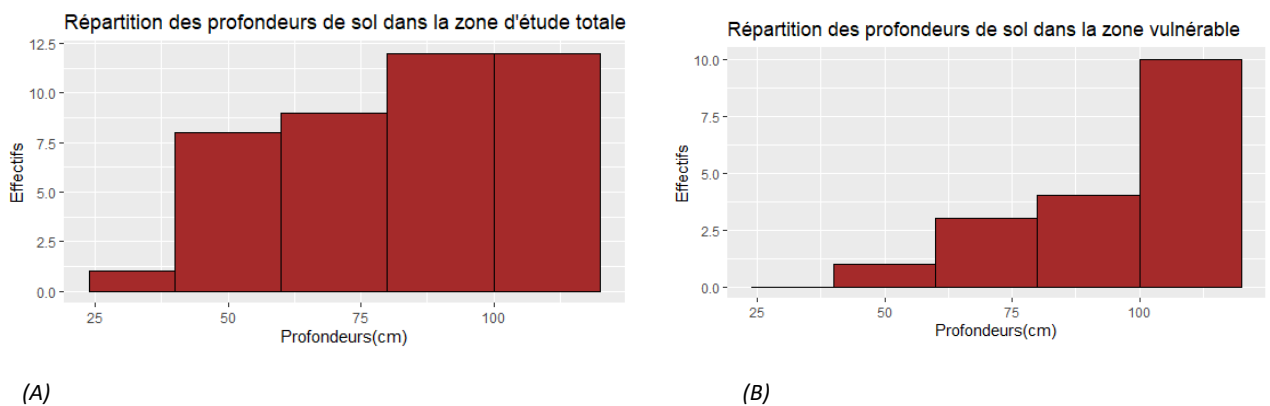 Répartition des profondeurs de sol dans la zone d'étude totale
12.5
10.0
7.5
5.0
2.5
0.0
Effectifs
25 50 75 100
Profondeurs(cm)
(A)
Répartition des profondeurs de sol dans la zone vulnérable
10.0
7.5
5.0
2.5
0.0
Effectifs
25 50 75 100
Profondeurs(cm)
(B)